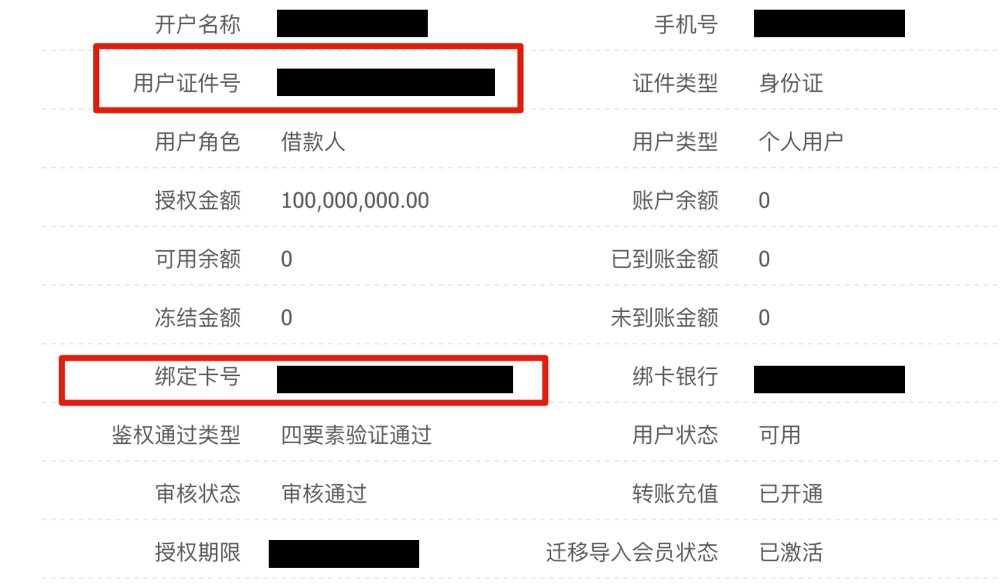 开户名称 手机号
用户证件号 证件类型 身份证
用户角色 借款人 用户类型 个人用户
授权金额 100,000,000.00 账户余额 0
可用余额 0 已到账金额 0
冻结金额 0 未到账金额 0
绑定卡号 绑卡银行
鉴权通过类型 四要素验证通过 用户状态 可用
审核状态 审核通过 转账充值 已开通
授权期限 迁移导入会员状态 已激活